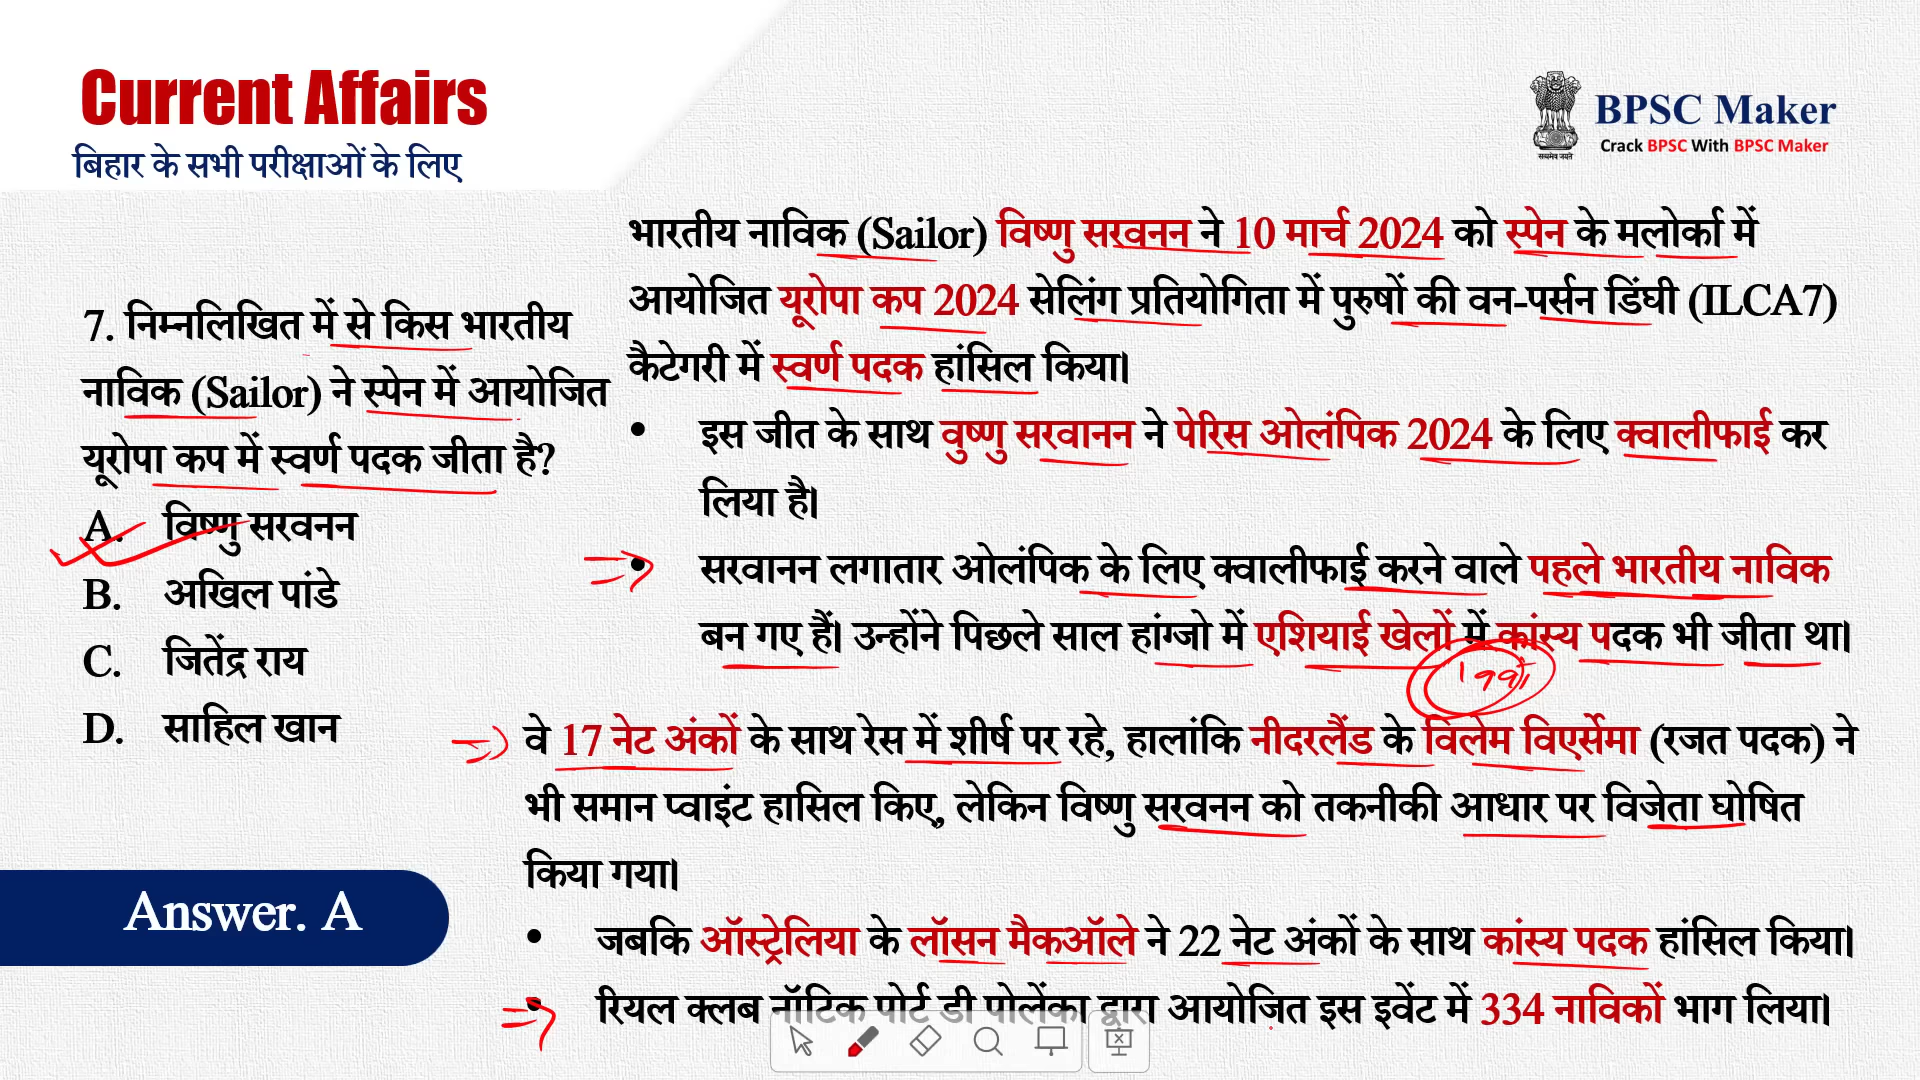 Current Affairs
बिहार के सभी परीक्षाओं के लिए
BPSC Maker
Crack BPSC With BPSC Maker
सत्यमेव जयते
7. निम्नलिखित में से किस भारतीय
नाविक (Sailor) ने स्पेन में आयोजित
यूरोपा कप में स्वर्ण पदक जीता है?
A. विष्णु सरवनन
B. अखिल पांडे
C. जितेंद्र राय
D. साहिल खान
Answer. A
भारतीय नाविक (Sailor) विष्णु सरवनन ने 10 मार्च 2024 को स्पेन के मलोर्का में
आयोजित यूरोपा कप 2024 सेलिंग प्रतियोगिता में पुरुषों की वन-पर्सन डिंघी (ILCA7)
कैटेगरी में स्वर्ण पदक हांसिल किया।
• इस जीत के साथ वुष्णु सरवानन ने पेरिस ओलंपिक 2024 के लिए क्वालीफाई कर
लिया है।
• सरवानन लगातार ओलंपिक के लिए क्वालीफाई करने वाले पहले भारतीय नाविक
बन गए हैं। उन्होंने पिछले साल हांग्जो में एशियाई खेलों में कांस्य पदक भी जीता था।
वे 17 नेट अंकों के साथ रेस में शीर्ष पर रहे, हालांकि नीदरलैंड के विलेम विएर्सेमा (रजत पदक) ने
भी समान प्वाइंट हासिल किए, लेकिन विष्णु सरवनन को तकनीकी आधार पर विजेता घोषित
किया गया।
• जबकि ऑस्ट्रेलिया के लॉसन मैकऑले ने 22 नेट अंकों के साथ कांस्य पदक हांसिल किया।
• रियल क्लब नॉटिक पोर्ट डी पोलेंका द्वारा आयोजित इस इवेंट में 334 नाविकों भाग लिया।